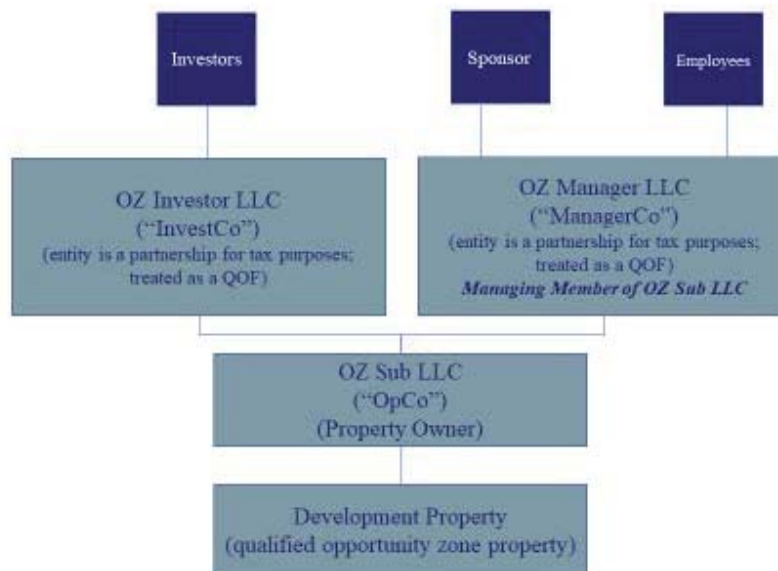 Investors
Sponsor
Employees
OZ Investor LLC
(“InvestCo”)
(entity is a partnership for tax purposes;
treated as a QOF)
OZ Manager LLC
(“ManagerCo”)
(entity is a partnership for tax purposes;
treated as a QOF)
Managing Member of OZ Sub LLC
OZ Sub LLC
(“OpCo”)
(Property Owner)
Development Property
(qualified opportunity zone property)